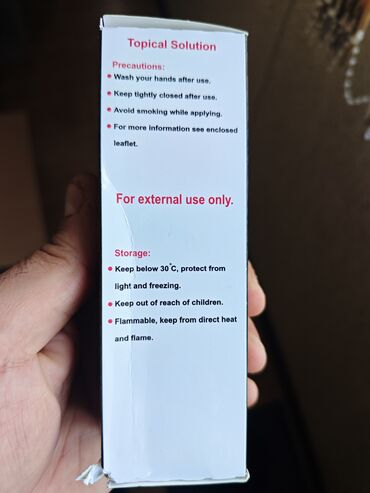 Topical Solution
Precautions:
• Wash your hands after use.
• Keep tightly closed after use.
• Avoid smoking while applying.
• For more information see enclosed
leaflet.
For external use only.
Storage:
• Keep below 30°C, protect from
light and freezing.
• Keep out of reach of children.
• Flammable, keep from direct heat
and flame.